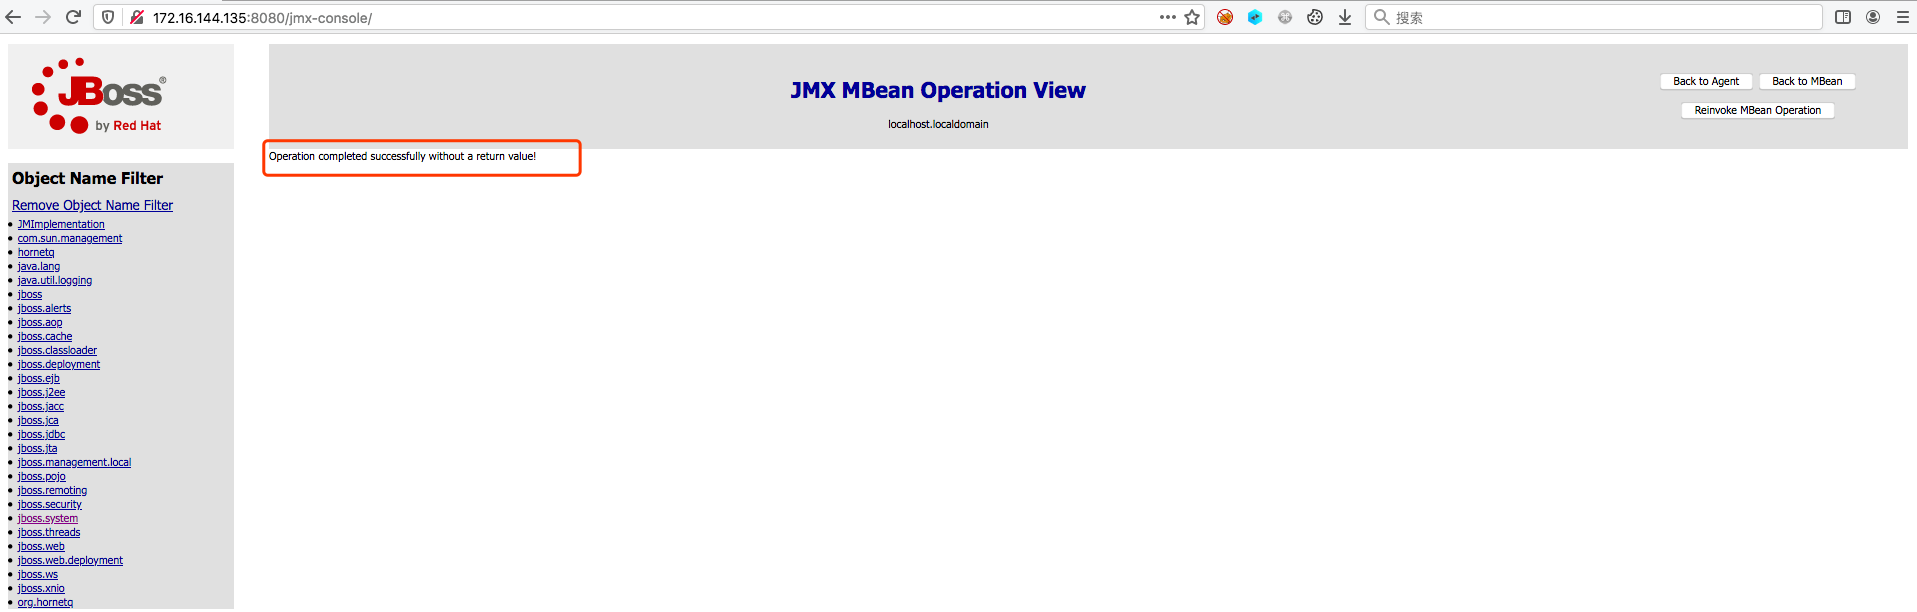 172.16.144.135:8080/jmx-console/
搜索
JBoss®
by Red Hat
JMX MBean Operation View
localhost.localdomain
Back to Agent
Back to MBean
Reinvoke MBean Operation
Operation completed successfully without a return value!
Object Name Filter
Remove Object Name Filter
JMImplementation
com.sun.management
hornetq
java.lang
java.util.logging
jboss
jboss.alerts
jboss.aop
jboss.cache
jboss.classloader
jboss.deployment
jboss.ejb
jboss.j2ee
jboss.jacc
jboss.jca
jboss.jdbc
jboss.jta
jboss.management.local
jboss.pojo
jboss.remoting
jboss.security
jboss.system
jboss.threads
jboss.web
jboss.web.deployment
jboss.ws
jboss.xnio
org.hornetq